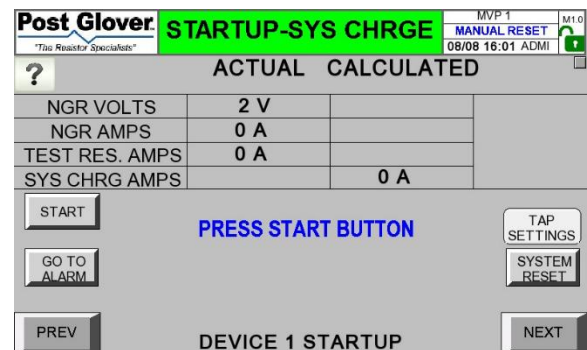 Post Glover.
"The Resistor Specialists"
STARTUP-SYS CHRGE
MVP 1
MANUAL RESET
08/08 16:01 ADMI
M1.0
?
ACTUAL CALCULATED
NGR VOLTS 2 V
NGR AMPS 0 A
TEST RES. AMPS 0 A
SYS CHRG AMPS 0 A
START
PRESS START BUTTON
TAP
SETTINGS
GO TO
ALARM
SYSTEM
RESET
PREV
DEVICE 1 STARTUP
NEXT